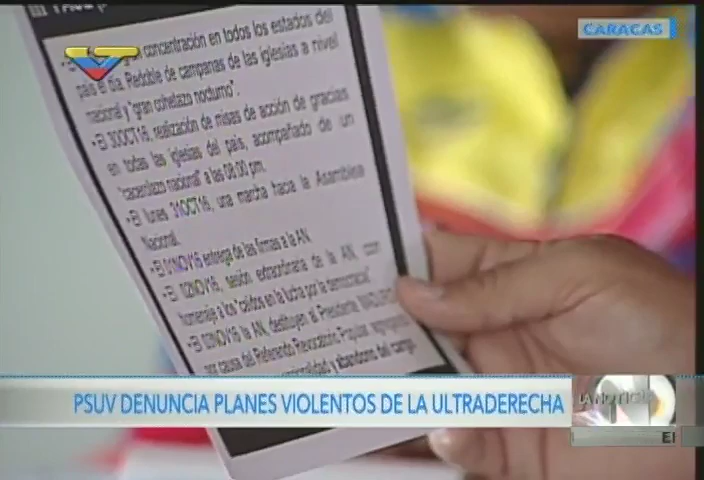 CARACAS
concentración en todos los estados del
país el día. Redoble de campanas de las iglesias a nivel
nacional y "gran cohetazo nocturno".
• El 30OCT16, realización de misas de acción de gracias
en todas las iglesias del país, acompañado de un
"cacerolazo nacional" a las 08:00 pm.
• El lunes 31OCT16, una marcha hacia la Asamblea
Nacional.
• El 01NOV16 entrega de las firmas a la AN.
• El 02NOV16, sesión extraordinaria de la AN, con
homenaje a los "caídos en la lucha por la democracia"
• El 03NOV16 la AN, destituyen al Presidente MADURO
por causa del Referendo Revocatorio Popular, agregando
y abandono del cargo.
PSUV DENUNCIA PLANES VIOLENTOS DE LA ULTRADERECHA
LA NOTICIA
El